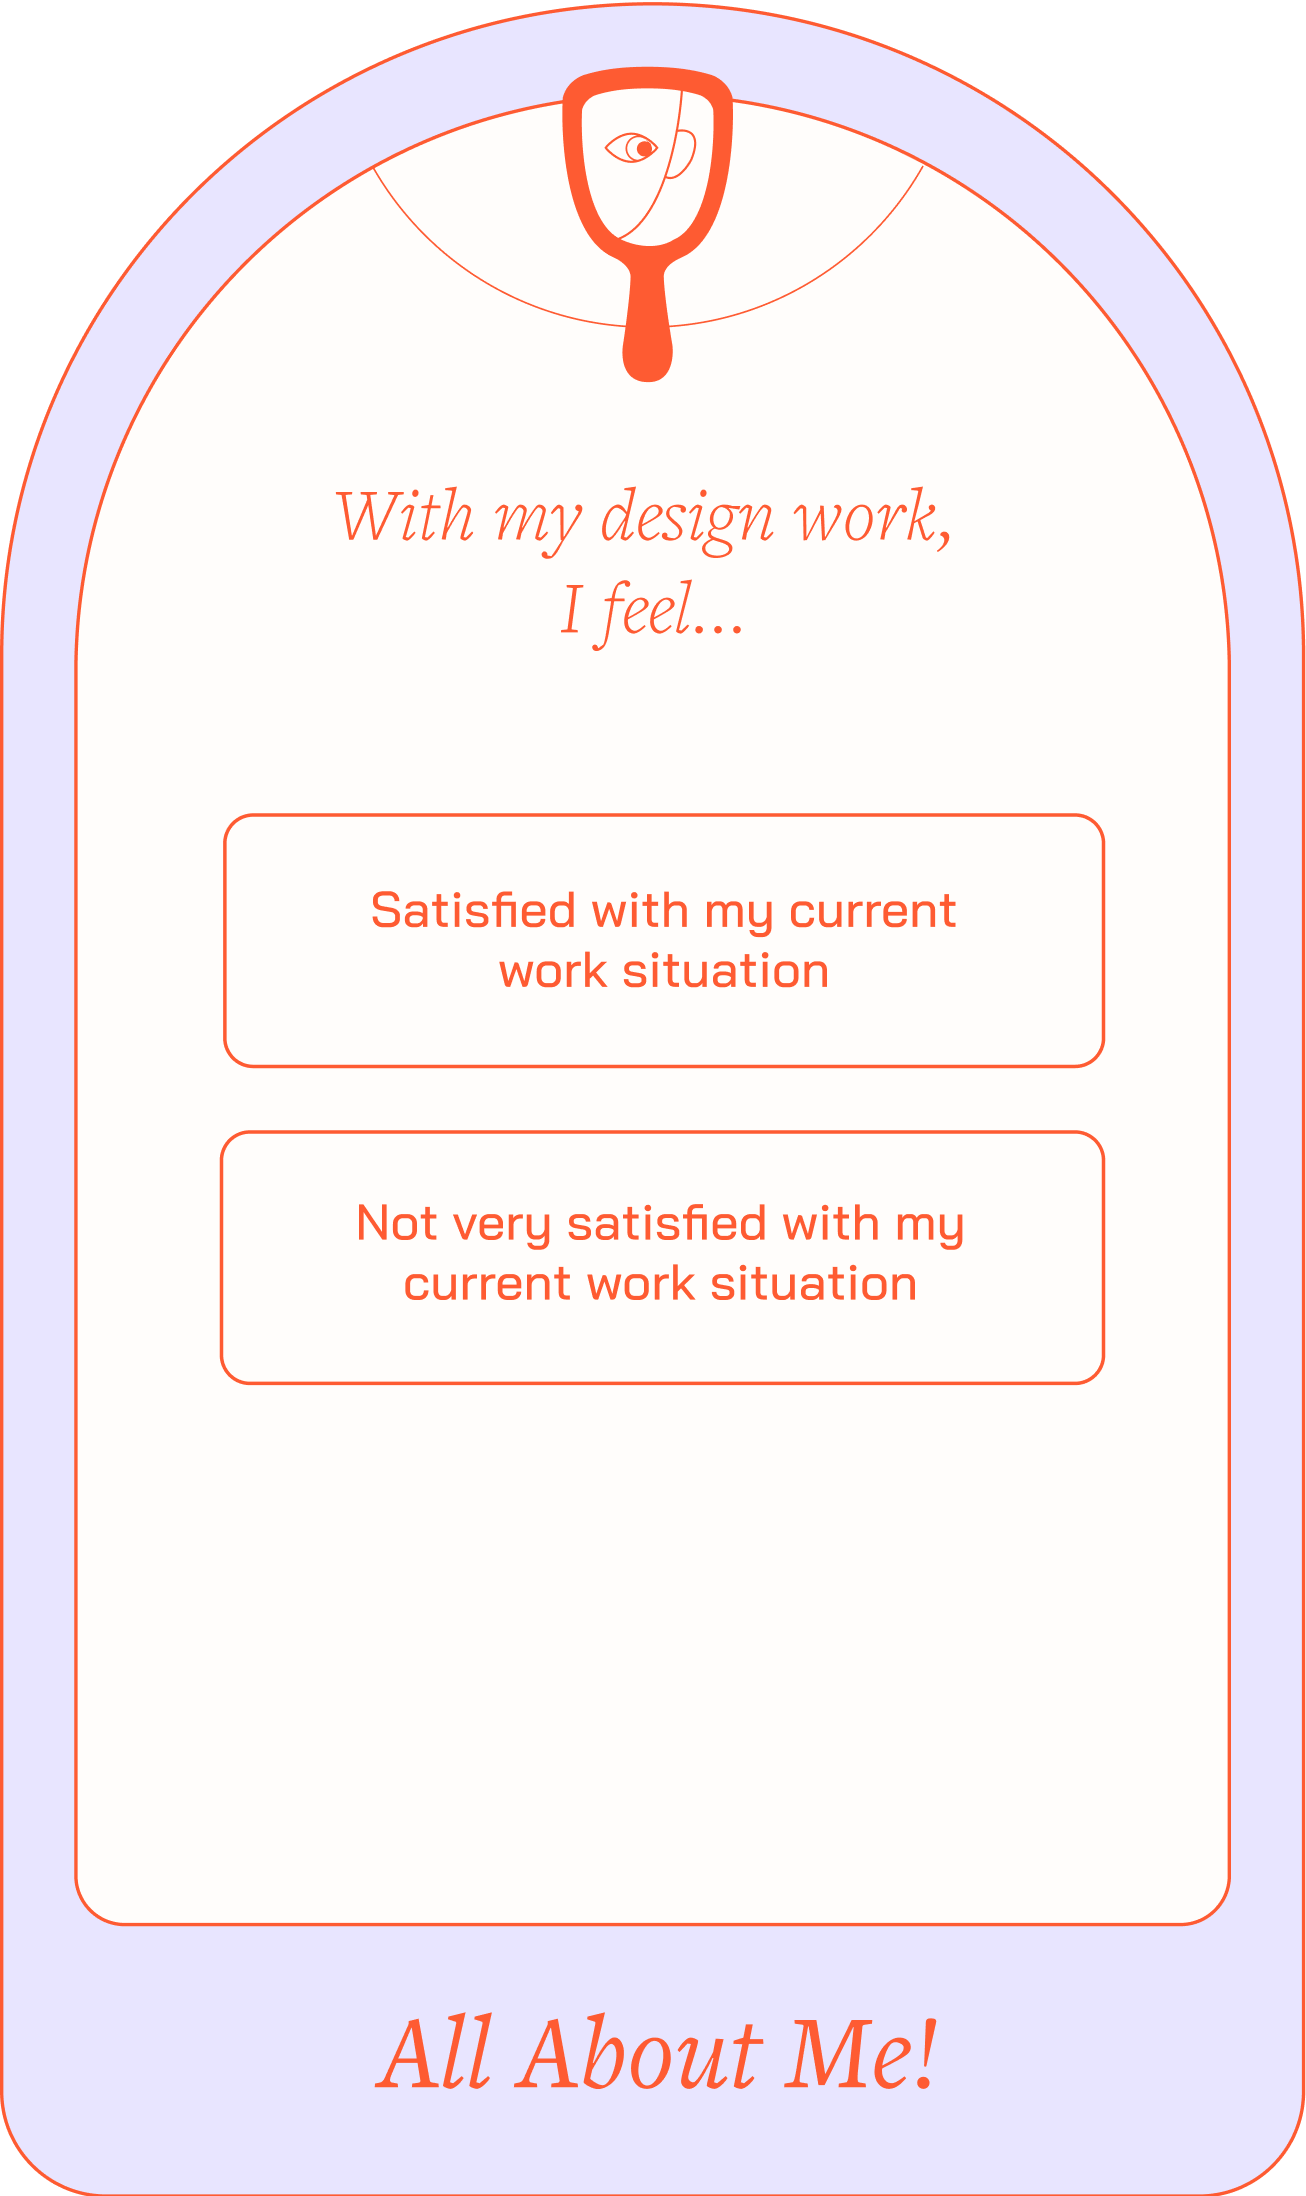 With my design work,
I feel...
Satisfied with my current
work situation
Not very satisfied with my
current work situation
All About Me!